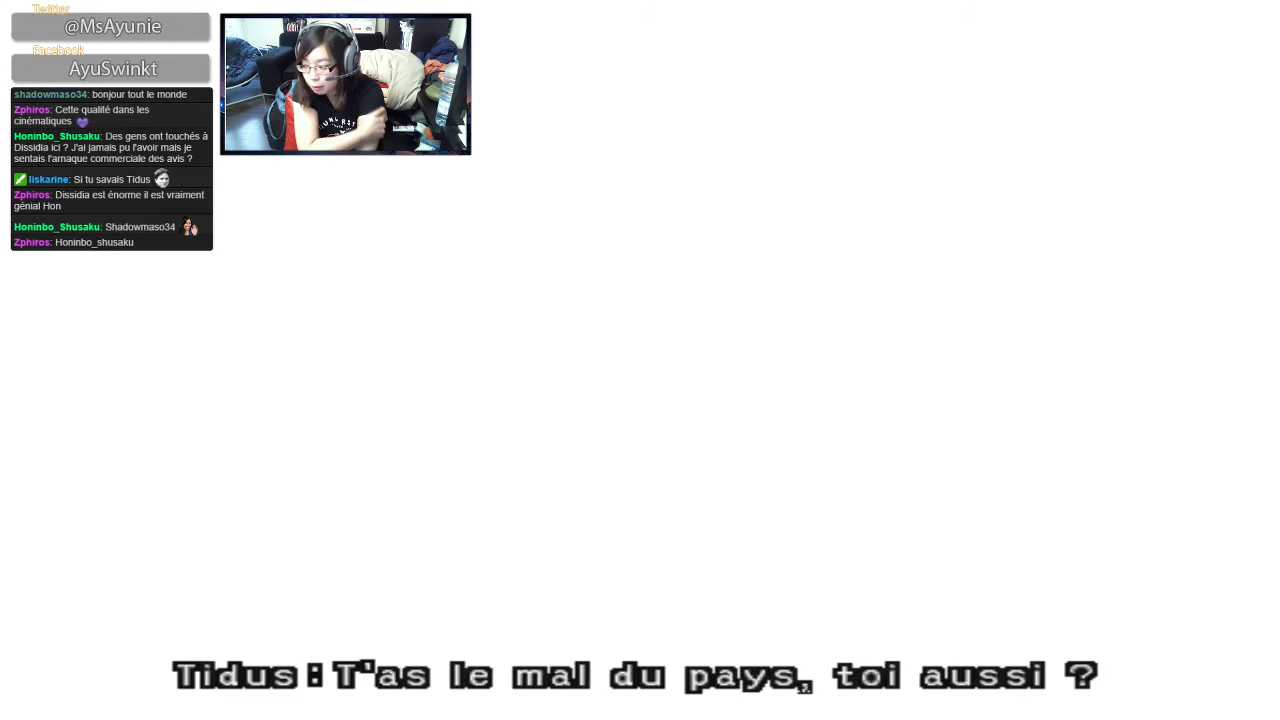 Twitter
@MsAyunie
Facebook
AyuSwinkt
shadowmaso34: bonjour tout le monde
Zphiros: Cette qualité dans les
cinématiques
Honinbo_Shusaku: Des gens ont touchés à
Dissidia ici ? J'ai jamais pu l'avoir mais je
sentais l'arnaque commerciale des avis ?
liskarine: Si tu savais Tidus
Zphiros: Dissidia est énorme il est vraiment
génial Hon
Honinbo_Shusaku: Shadowmaso34
Zphiros: Honinbo_shusaku
Tidus : T'as le mal du pays, toi aussi ?